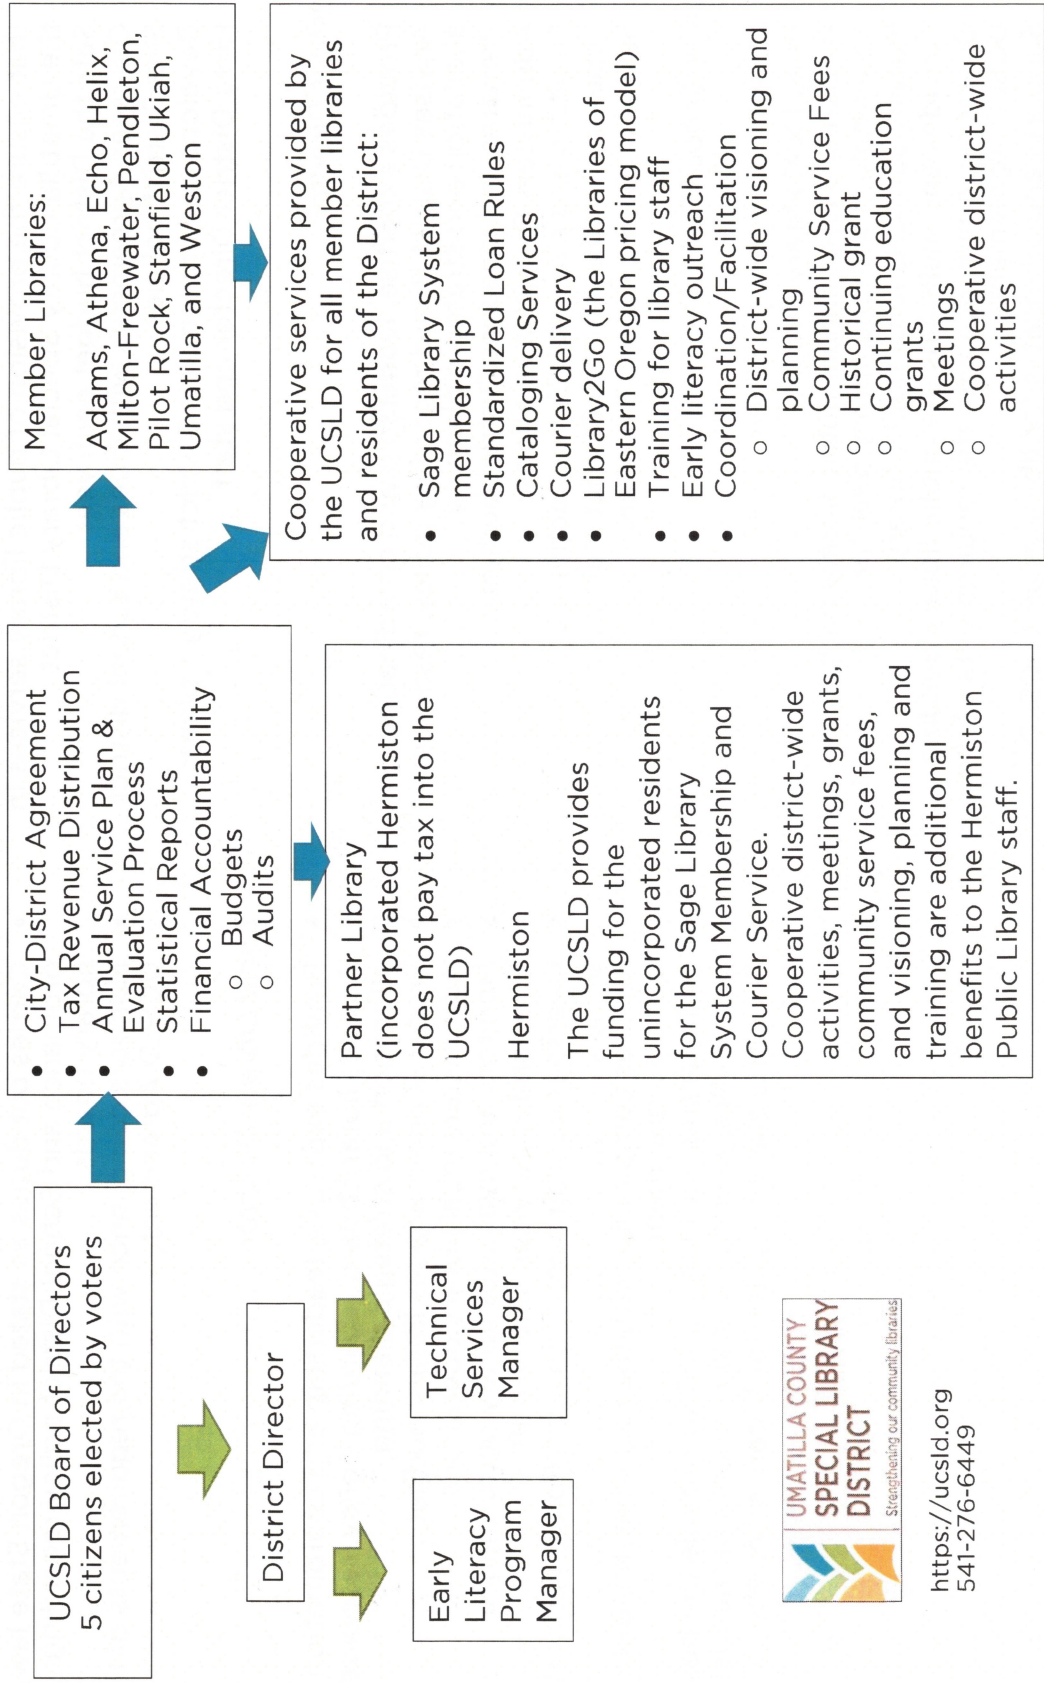 UCSLD Board of Directors
5 citizens elected by voters
District Director
Early
Literacy
Program
Manager
Technical
Services
Manager
• City-District Agreement
• Tax Revenue Distribution
• Annual Service Plan &
Evaluation Process
• Statistical Reports
• Financial Accountability
○ Budgets
○ Audits
Partner Library
(incorporated Hermiston
does not pay tax into the
UCSLD)
Hermiston
The UCSLD provides
funding for the
unincorporated residents
for the Sage Library
System Membership and
Courier Service.
Cooperative district-wide
activities, meetings, grants,
community service fees,
and visioning, planning and
training are additional
benefits to the Hermiston
Public Library staff.
Member Libraries:
Adams, Athena, Echo, Helix,
Milton-Freewater, Pendleton,
Pilot Rock, Stanfield, Ukiah,
Umatilla, and Weston
Cooperative services provided by
the UCSLD for all member libraries
and residents of the District:
• Sage Library System
membership
• Standardized Loan Rules
• Cataloging Services
• Courier delivery
• Library2Go (the Libraries of
Eastern Oregon pricing model)
• Training for library staff
• Early literacy outreach
• Coordination/Facilitation
○ District-wide visioning and
planning
○ Community Service Fees
○ Historical grant
○ Continuing education
grants
○ Meetings
○ Cooperative district-wide
activities
UMATILLA COUNTY
SPECIAL LIBRARY
DISTRICT
Strengthening our community libraries
https://ucsld.org
541-276-6449